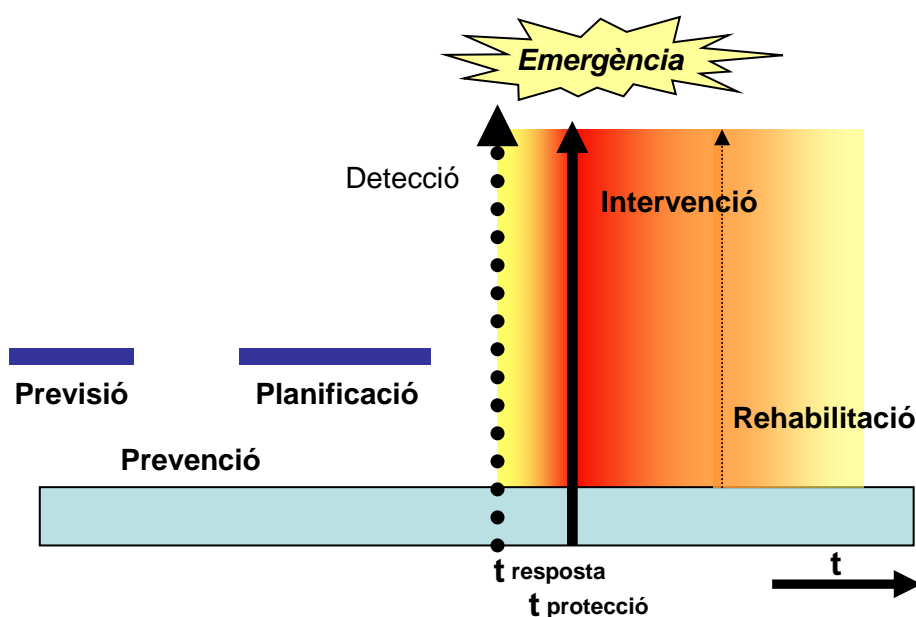 Emergència
Detecció
Intervenció
Previsió
Planificació
Rehabilitació
Prevenció
t resposta
t
t protecció